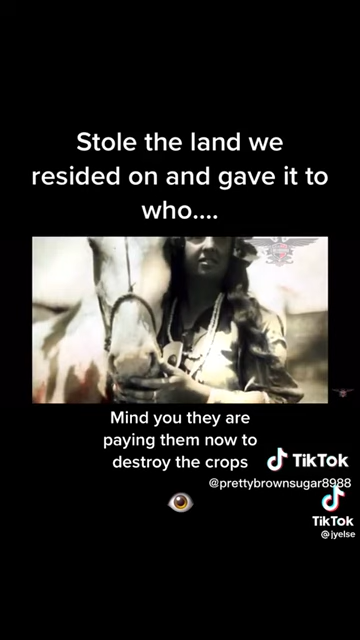 Stole the land we
resided on and gave it to
who....
Mind you they are
paying them now to
destroy the crops
TikTok
@prettybrownsugar8988
TikTok
@jyelse